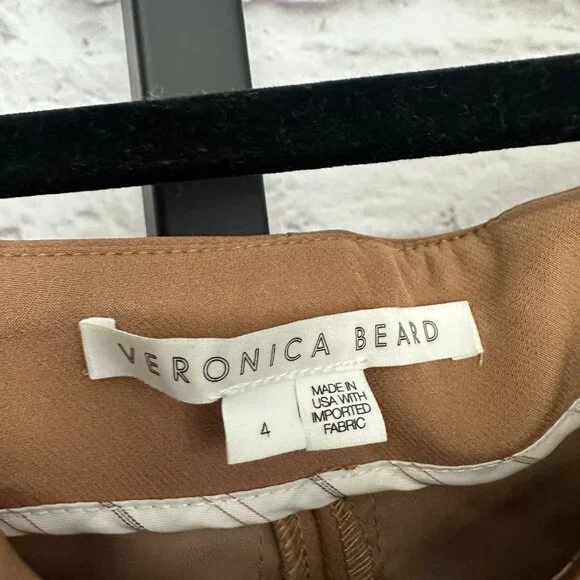 VERONICA BEARD
4
MADE IN
USA WITH
IMPORTED
FABRIC